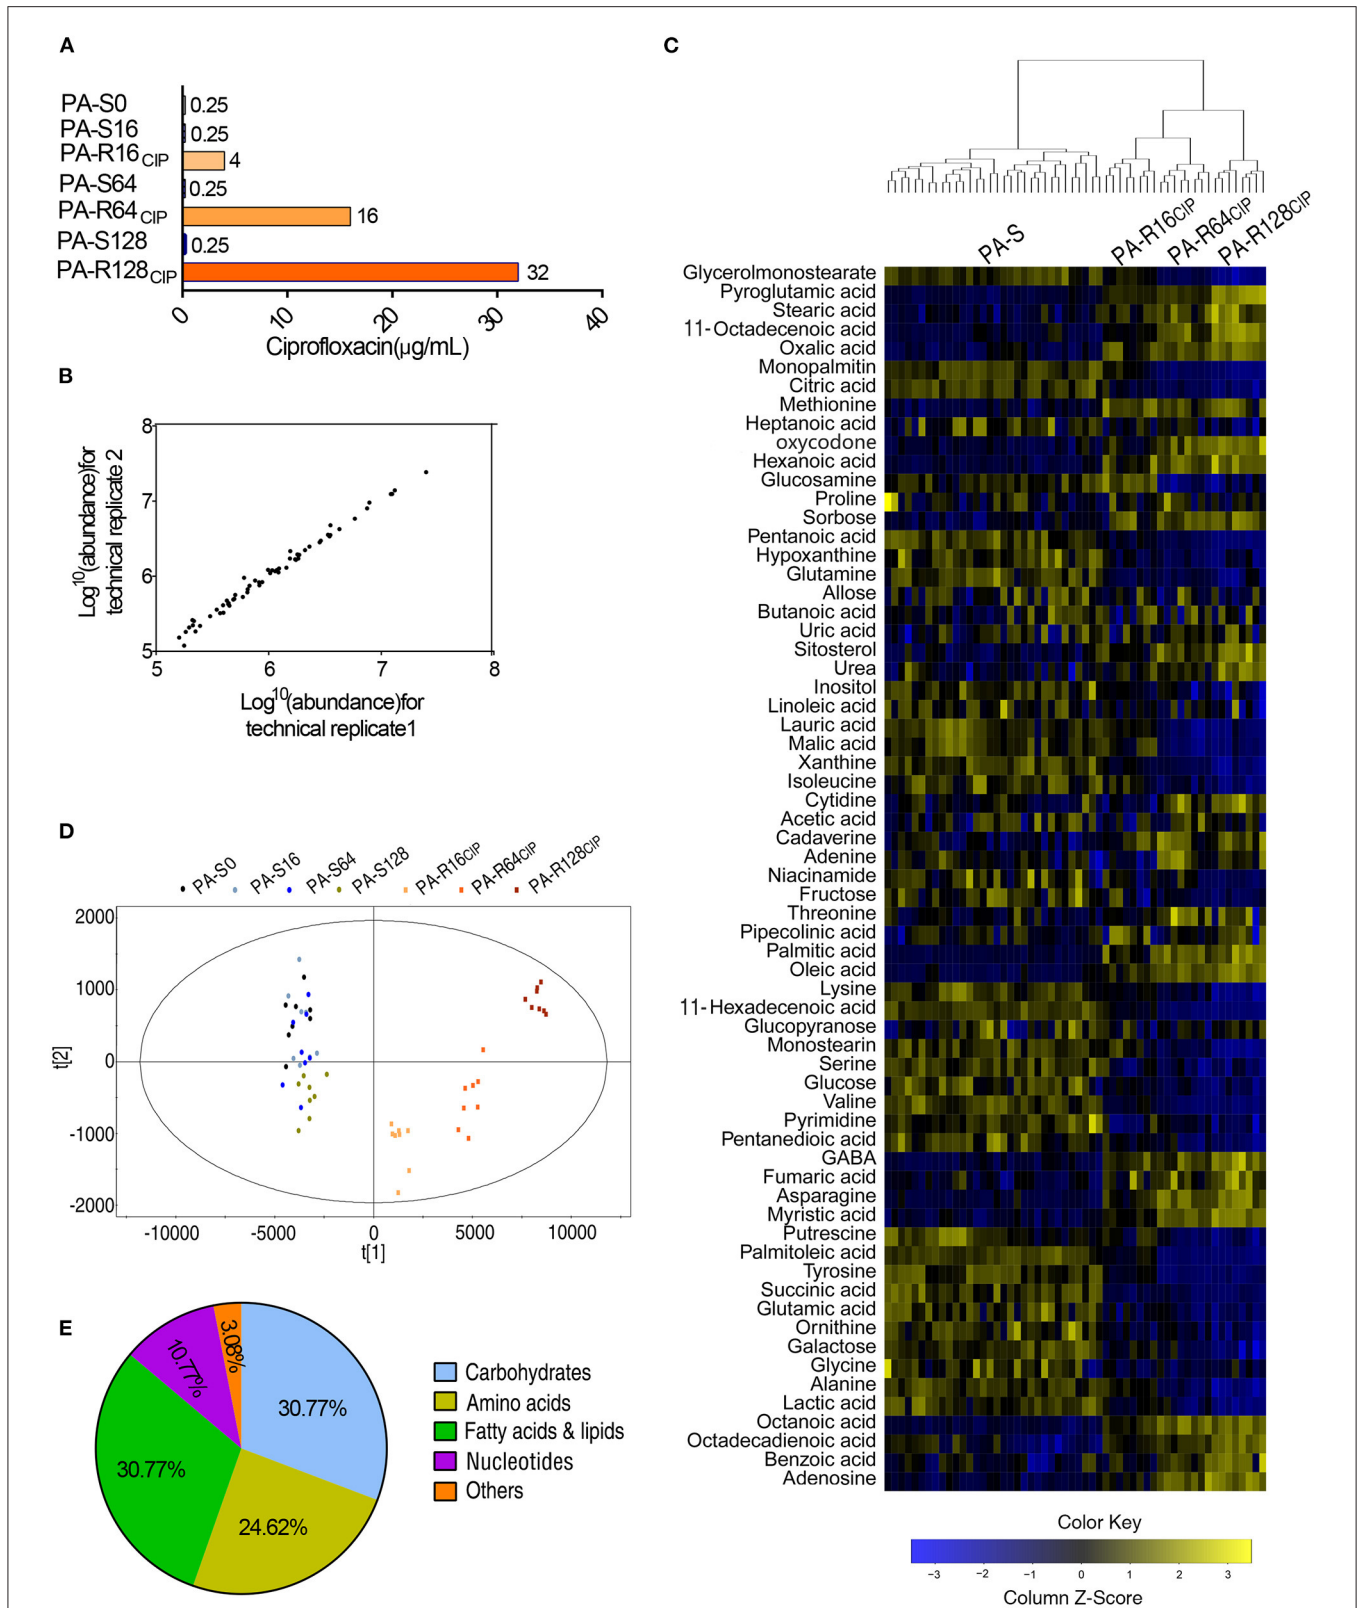 A
PA-S0
0.25
PA-S16
0.25
PA-R16CIP
4
PA-S64
0.25
PA-R64CIP
16
PA-S128
0.25
PA-R128CIP
32
0 10 20 30 40
Ciprofloxacin(µg/mL)
B
8
7
6
5
5 6 7 8
Log10(abundance)for
technical replicate 2
Log10(abundance)for
technical replicate1
C
PA-S PA-R16CIP PA-R64CIP PA-R128CIP
Glycerolmonostearate
Pyroglutamic acid
Stearic acid
11-Octadecenoic acid
Oxalic acid
Monopalmitin
Citric acid
Methionine
Heptanoic acid
oxycodone
Hexanoic acid
Glucosamine
Proline
Sorbose
Pentanoic acid
Hypoxanthine
Glutamine
Allose
Butanoic acid
Uric acid
Sitosterol
Urea
Inositol
Linoleic acid
Lauric acid
Malic acid
Xanthine
Isoleucine
Cytidine
Acetic acid
Cadaverine
Adenine
Niacinamide
Fructose
Threonine
Pipecolinic acid
Palmitic acid
Oleic acid
Lysine
11-Hexadecenoic acid
Glucopyranose
Monostearin
Serine
Glucose
Valine
Pyrimidine
Pentanedioic acid
GABA
Fumaric acid
Asparagine
Myristic acid
Putrescine
Palmitoleic acid
Tyrosine
Succinic acid
Glutamic acid
Ornithine
Galactose
Glycine
Alanine
Lactic acid
Octanoic acid
Octadecadienoic acid
Benzoic acid
Adenosine
Color Key
-3 -2 -1 0 1 2 3
Column Z-Score
D
PA-S0 PA-S16 PA-S64 PA-S128 PA-R16CIP PA-R64CIP PA-R128CIP
2000
1000
0
-1000
-2000
t[2]
-10000 -5000 0 5000 10000
t[1]
E
3.08%
10.77%
30.77%
30.77%
24.62%
Carbohydrates
Amino acids
Fatty acids & lipids
Nucleotides
Others